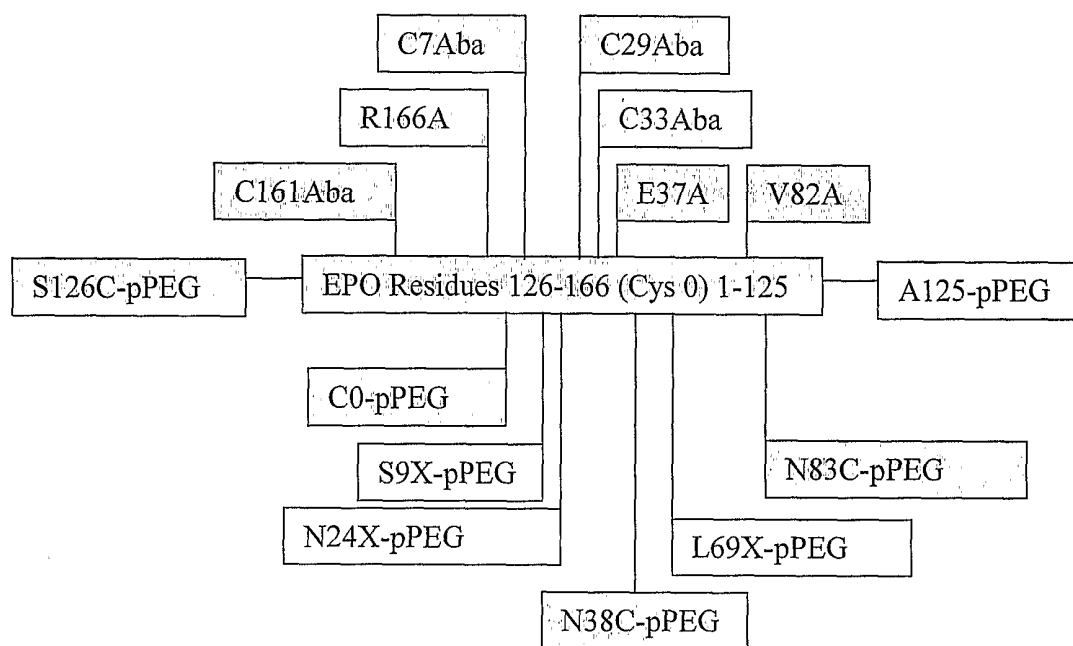 C7Aba
C29Aba
R166A
C33Aba
C161Aba
E37A
V82A
S126C-pPEG
EPO Residues 126-166 (Cys 0) 1-125
A125-pPEG
C0-pPEG
S9X-pPEG
N83C-pPEG
N24X-pPEG
L69X-pPEG
N38C-pPEG